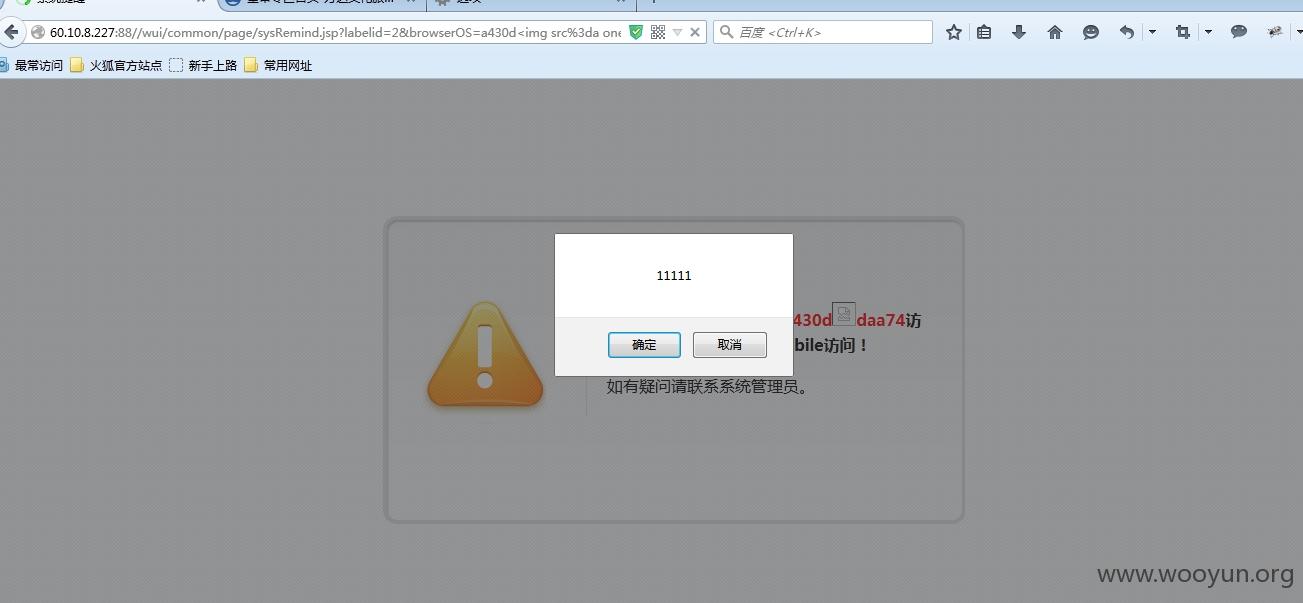 60.10.8.227:88//wui/common/page/sysRemind.jsp?labelid=2&browserOS=a430d<img src%3da one
百度 <Ctrl+K>
最常访问 火狐官方站点 新手上路 常用网址
11111
确定 取消
430d daa74访
bile访问！
如有疑问请联系系统管理员。
www.wooyun.org